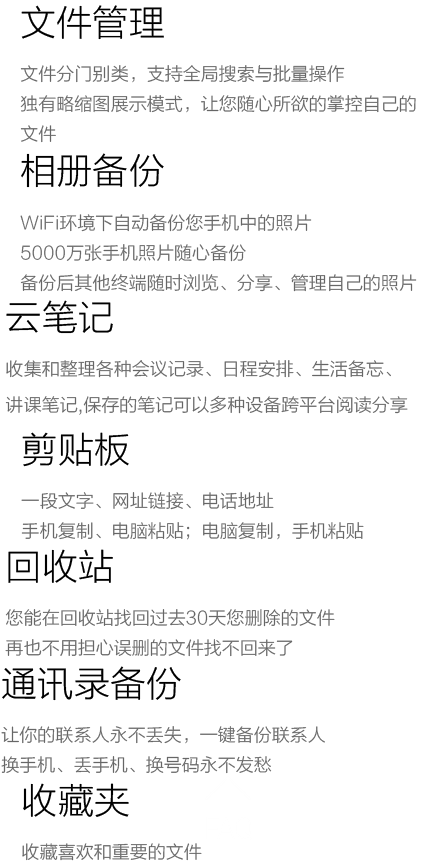 文件管理
文件分门别类，支持全局搜索与批量操作
独有略缩图展示模式，让您随心所欲的掌控自己的
文件
相册备份
WiFi环境下自动备份您手机中的照片
5000万张手机照片随心备份
备份后其他终端随时浏览、分享、管理自己的照片
云笔记
收集和整理各种会议记录、日程安排、生活备忘、
讲课笔记,保存的笔记可以多种设备跨平台阅读分享
剪贴板
一段文字、网址链接、电话地址
手机复制、电脑粘贴；电脑复制，手机粘贴
回收站
您能在回收站找回过去30天您删除的文件
再也不用担心误删的文件找不回来了
通讯录备份
让你的联系人永不丢失，一键备份联系人
换手机、丢手机、换号码永不发愁
收藏夹
收藏喜欢和重要的文件